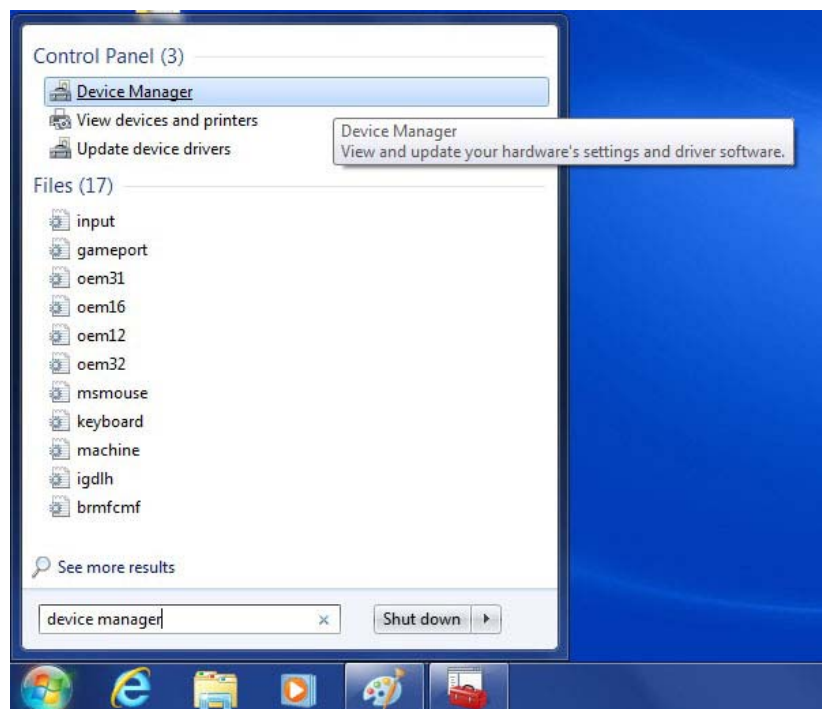 Control Panel (3)
Device Manager
View devices and printers
Update device drivers
Device Manager
View and update your hardware's settings and driver software.
Files (17)
input
gameport
oem31
oem16
oem12
oem32
msmouse
keyboard
machine
igdlh
brmfcmf
See more results
device manager
Shut down